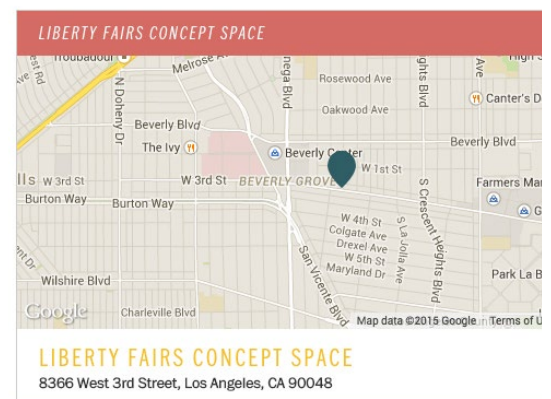 LIBERTY FAIRS CONCEPT SPACE
Troubadour
Melrose Ave
N Doheny Dr
Rosewood Ave
Oakwood Ave
Canter's D
Beverly Blvd
The Ivy
Beverly Center
Beverly Blvd
W 1st St
W 3rd St
W 3rd St
BEVERLY GROVE
Farmers Mar
Burton Way
Burton Way
W 4th St
Colgate Ave
Drexel Ave
W 5th St
Maryland Dr
S La Jolla Ave
S Crescent Heights Blvd
San Vicente Blvd
Wilshire Blvd
Park La B
Charleville Blvd
Google
Map data ©2015 Google
Terms of U
LIBERTY FAIRS CONCEPT SPACE
8366 West 3rd Street, Los Angeles, CA 90048